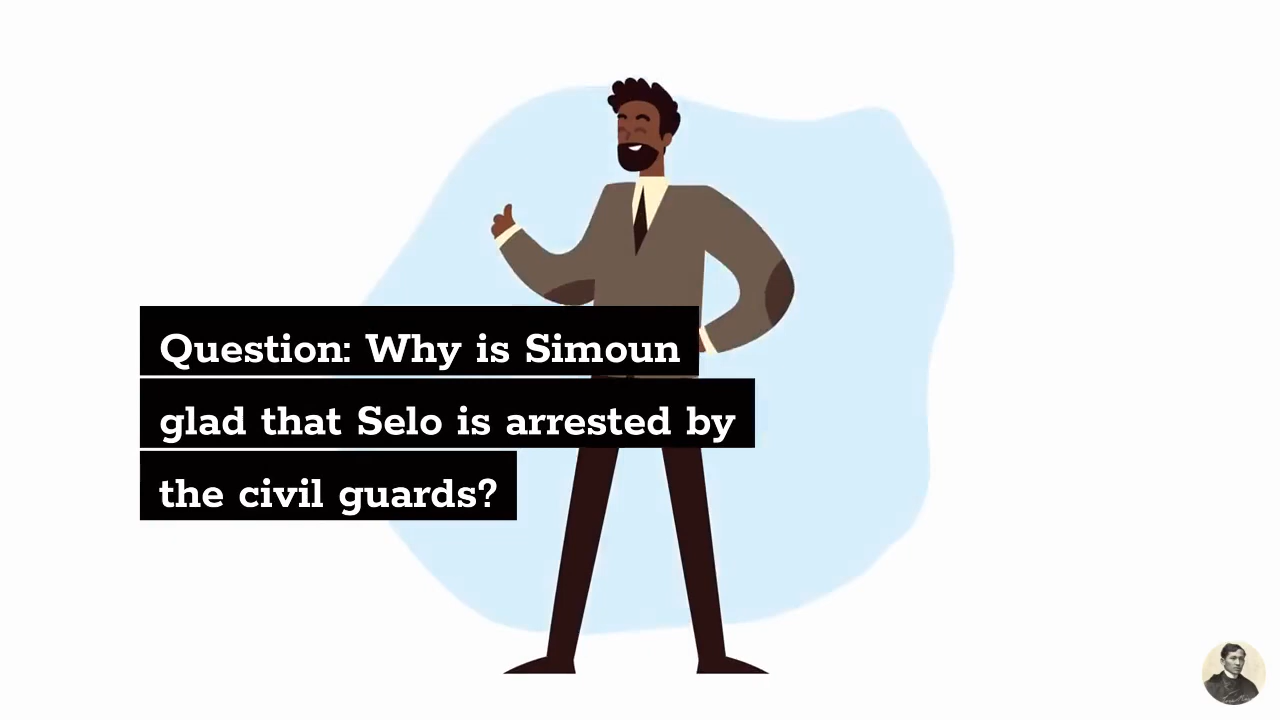 Question: Why is Simoun
glad that Selo is arrested by
the civil guards?